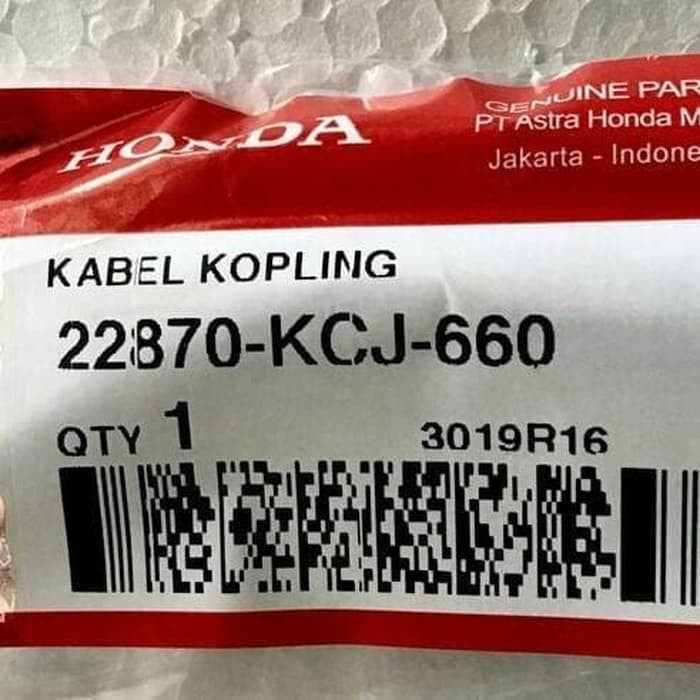 HONDA
GENUINE PAR
PT Astra Honda M
Jakarta - Indone
KABEL KOPLING
22870-KCJ-660
QTY 1
3019R16